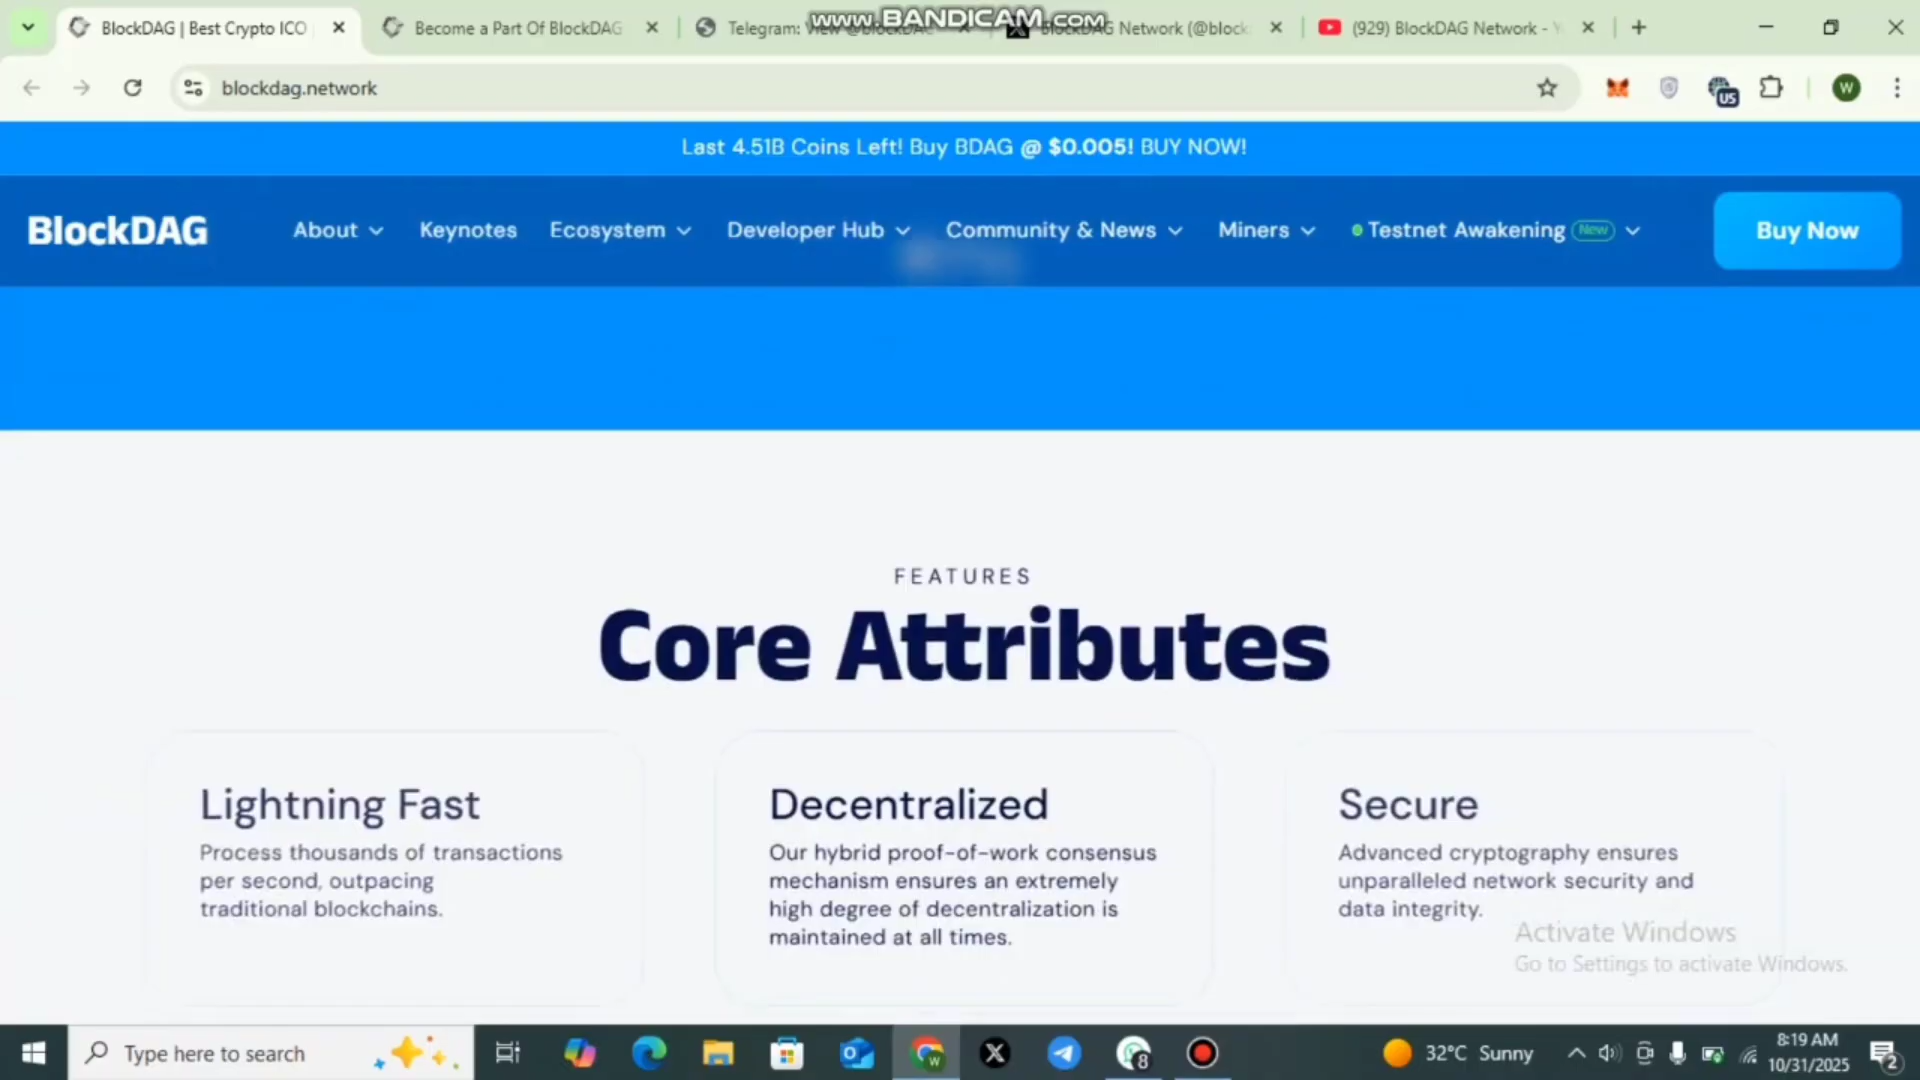 www.BANDICAM.com
BlockDAG | Best Crypto ICO
Become a Part Of BlockDAG
Telegram: View @blockDAG
BlockDAG Network (@block
(929) BlockDAG Network -
blockdag.network
US
W
Last 4.51B Coins Left! Buy BDAG @ $0.005! BUY NOW!
BlockDAG
About
Keynotes
Ecosystem
Developer Hub
Community & News
Miners
Testnet Awakening New
Buy Now
FEATURES
Core Attributes
Lightning Fast
Process thousands of transactions
per second, outpacing
traditional blockchains.
Decentralized
Our hybrid proof-of-work consensus
mechanism ensures an extremely
high degree of decentralization is
maintained at all times.
Secure
Advanced cryptography ensures
unparalleled network security and
data integrity.
Activate Windows
Go to Settings to activate Windows.
Type here to search
8
32°C Sunny
8:19 AM
10/31/2025
2